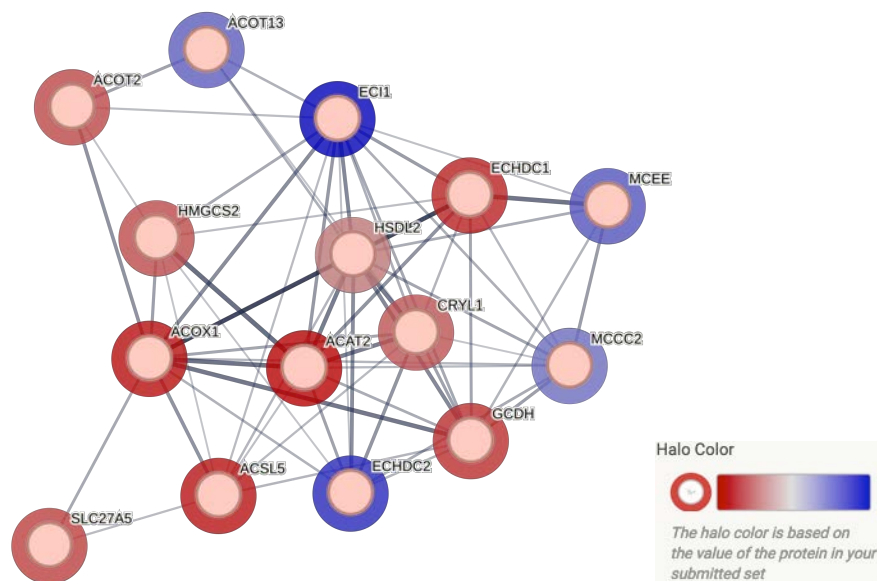 ACOT13
ACOT2
ECI1
ECHDC1
MCEE
HMGCS2
HSDL2
CRYL1
ACOX1
ACAT2
MCCC2
GCDH
ACSL5
ECHDC2
SLC27A5
Halo Color
The halo color is based on
the value of the protein in your
submitted set